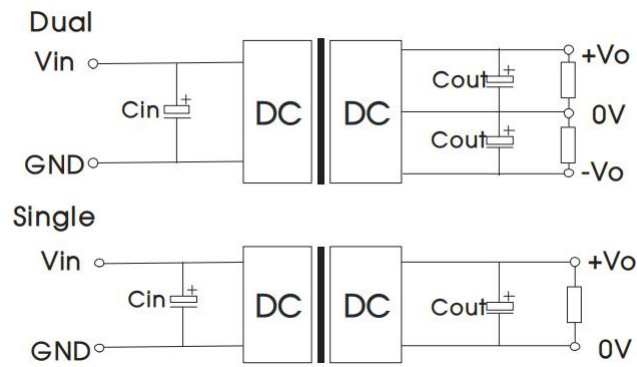 Dual
Vin
+Vo
Cout
Cin
DC
DC
0V
Cout
GND
-Vo
Single
Vin
+Vo
Cin
DC
DC
Cout
GND
0V